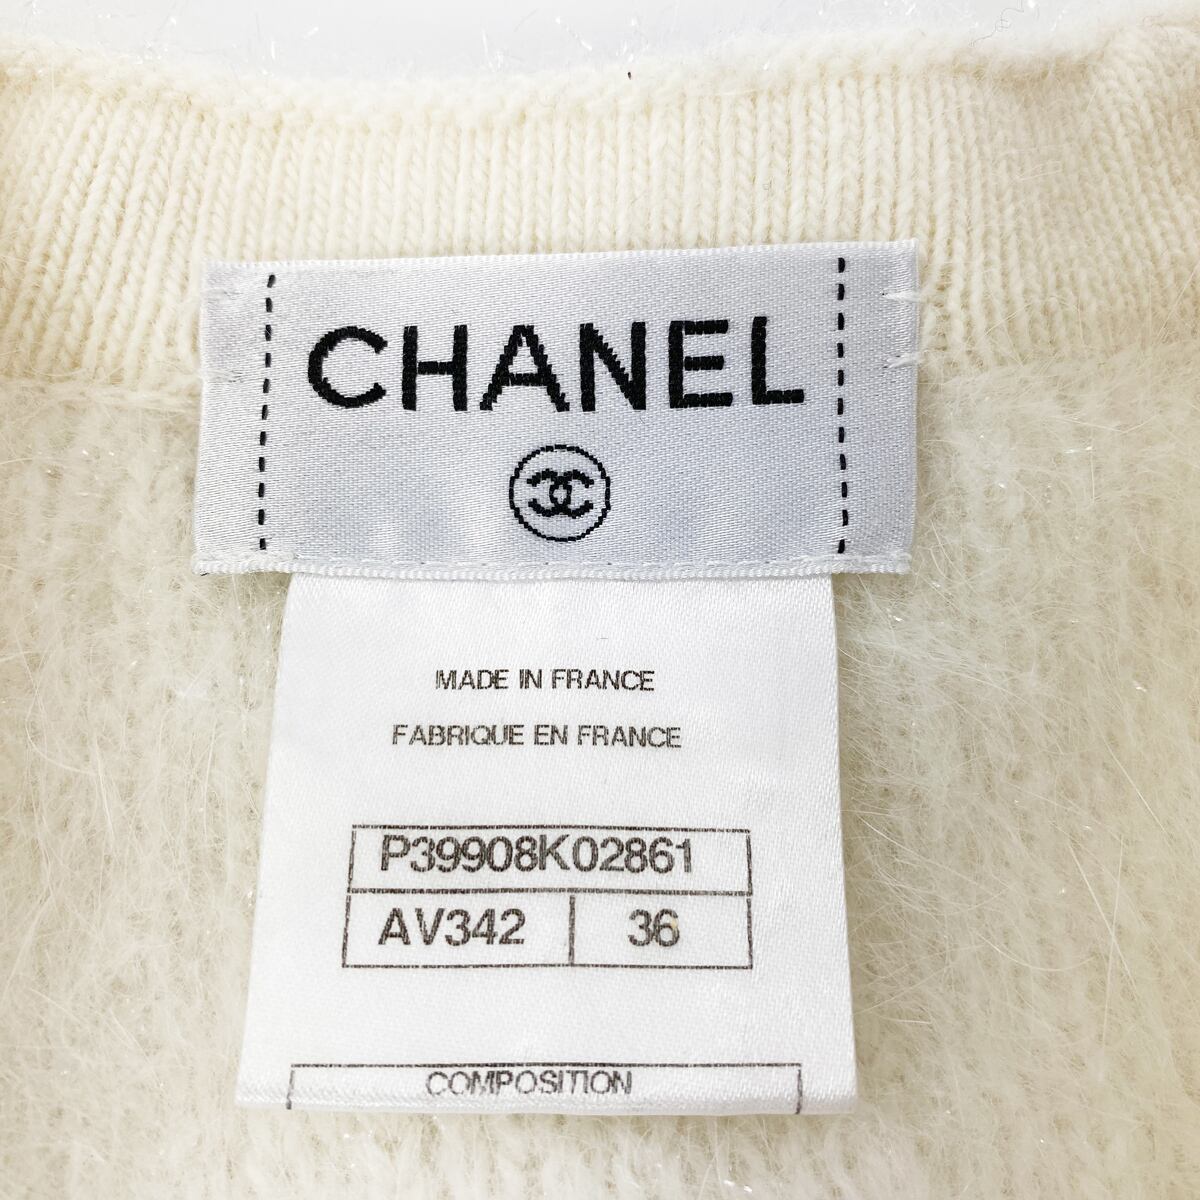 CHANEL
MADE IN FRANCE
FABRIQUE EN FRANCE
P39908K02861
AV342 36
COMPOSITION